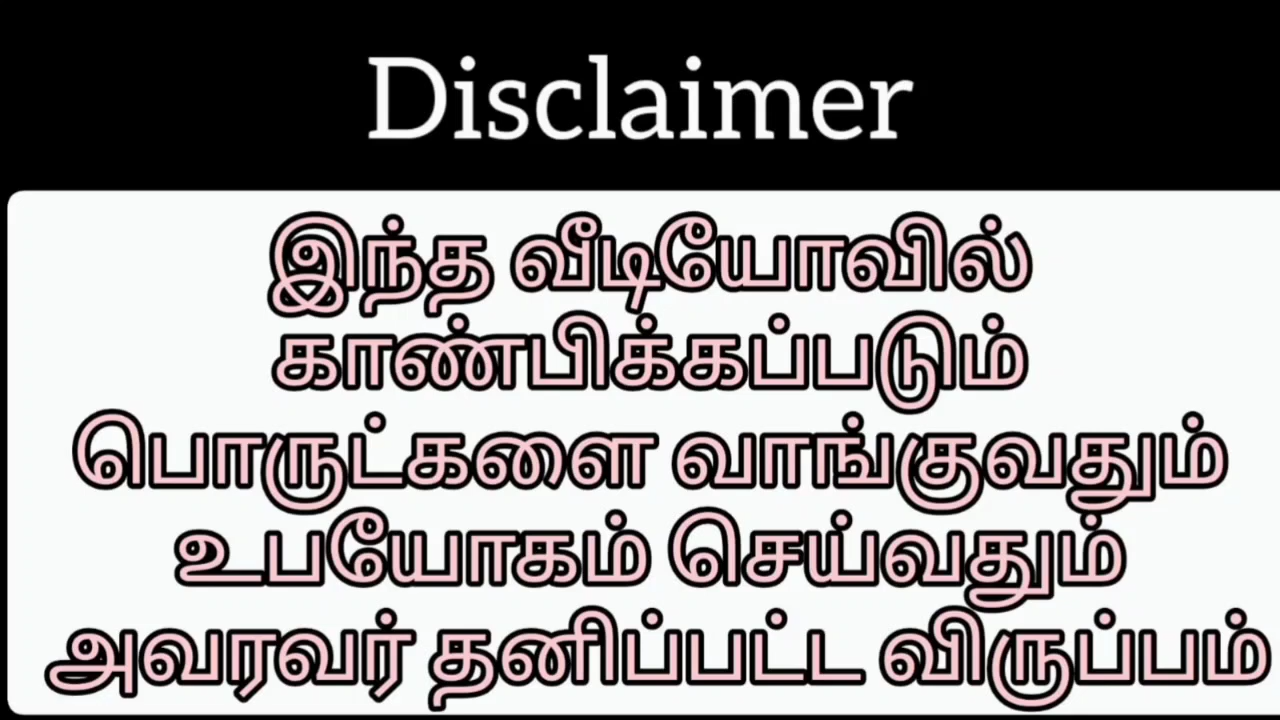 Disclaimer
இந்த வீடியோவில்
காண்பிக்கப்படும்
பொருட்களை வாங்குவதும்
உபயோகம் செய்வதும்
அவரவர் தனிப்பட்ட விருப்பம்